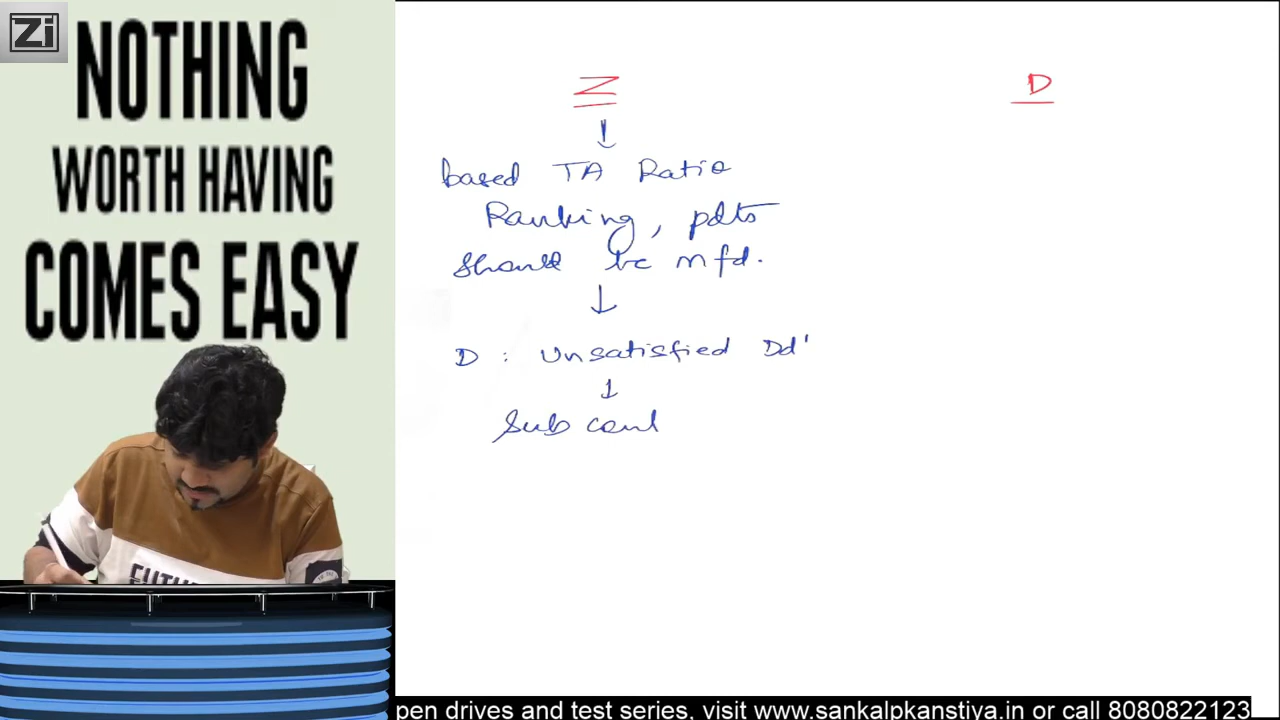 Zi
NOTHING
WORTH HAVING
COMES EASY
Z
D
based TA Ratio
Ranking, pdts
should be mfd.
D : Unsatisfied Dd'
Sub cont
pen drives and test series, visit www.sankalpkanstiya.in or call 8080822123